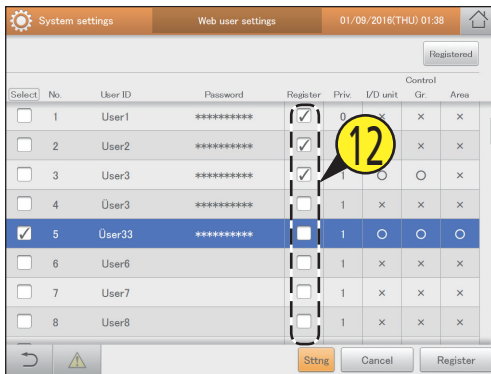 System settings Web user settings 01/09/2016(THU) 01:38
Registered
Control
Select No. User ID Password Register Priv. I/D unit Gr. Area
1 User1 ********** 0 × ×
2 User2 ********** × ×
3 User3 ********** 1 ○ ○ ×
4 Üser3 ********** 1 × × ×
5 Üser33 ********** 1 ○ ○ ○
6 User6 1 × × ×
7 User7 1 × × ×
8 User8 1 × × ×
12
Sttng Cancel Register